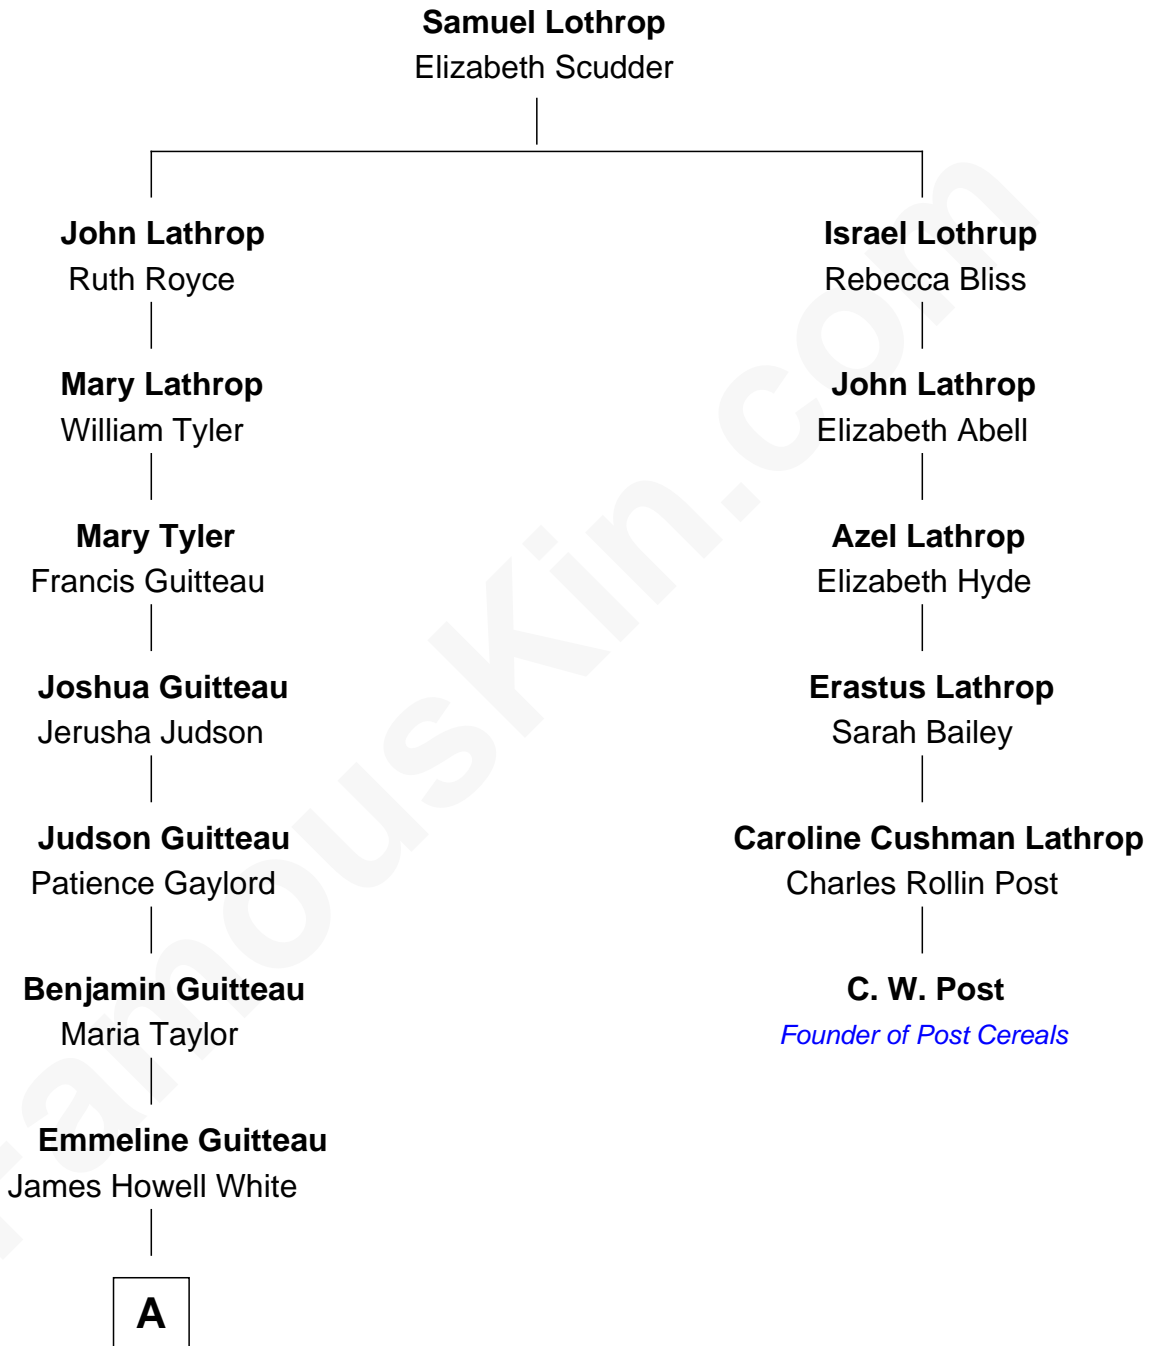 Samuel Lothrop
Elizabeth Scudder
John Lathrop
Ruth Royce
Mary Lathrop
William Tyler
Mary Tyler
Francis Guitteau
Joshua Guitteau
Jerusha Judson
Judson Guitteau
Patience Gaylord
Benjamin Guitteau
Maria Taylor
Emmeline Guitteau
James Howell White
A
Israel Lothrup
Rebecca Bliss
John Lathrop
Elizabeth Abell
Azel Lathrop
Elizabeth Hyde
Erastus Lathrop
Sarah Bailey
Caroline Cushman Lathrop
Charles Rollin Post
C. W. Post
Founder of Post Cereals
FamousKin.com